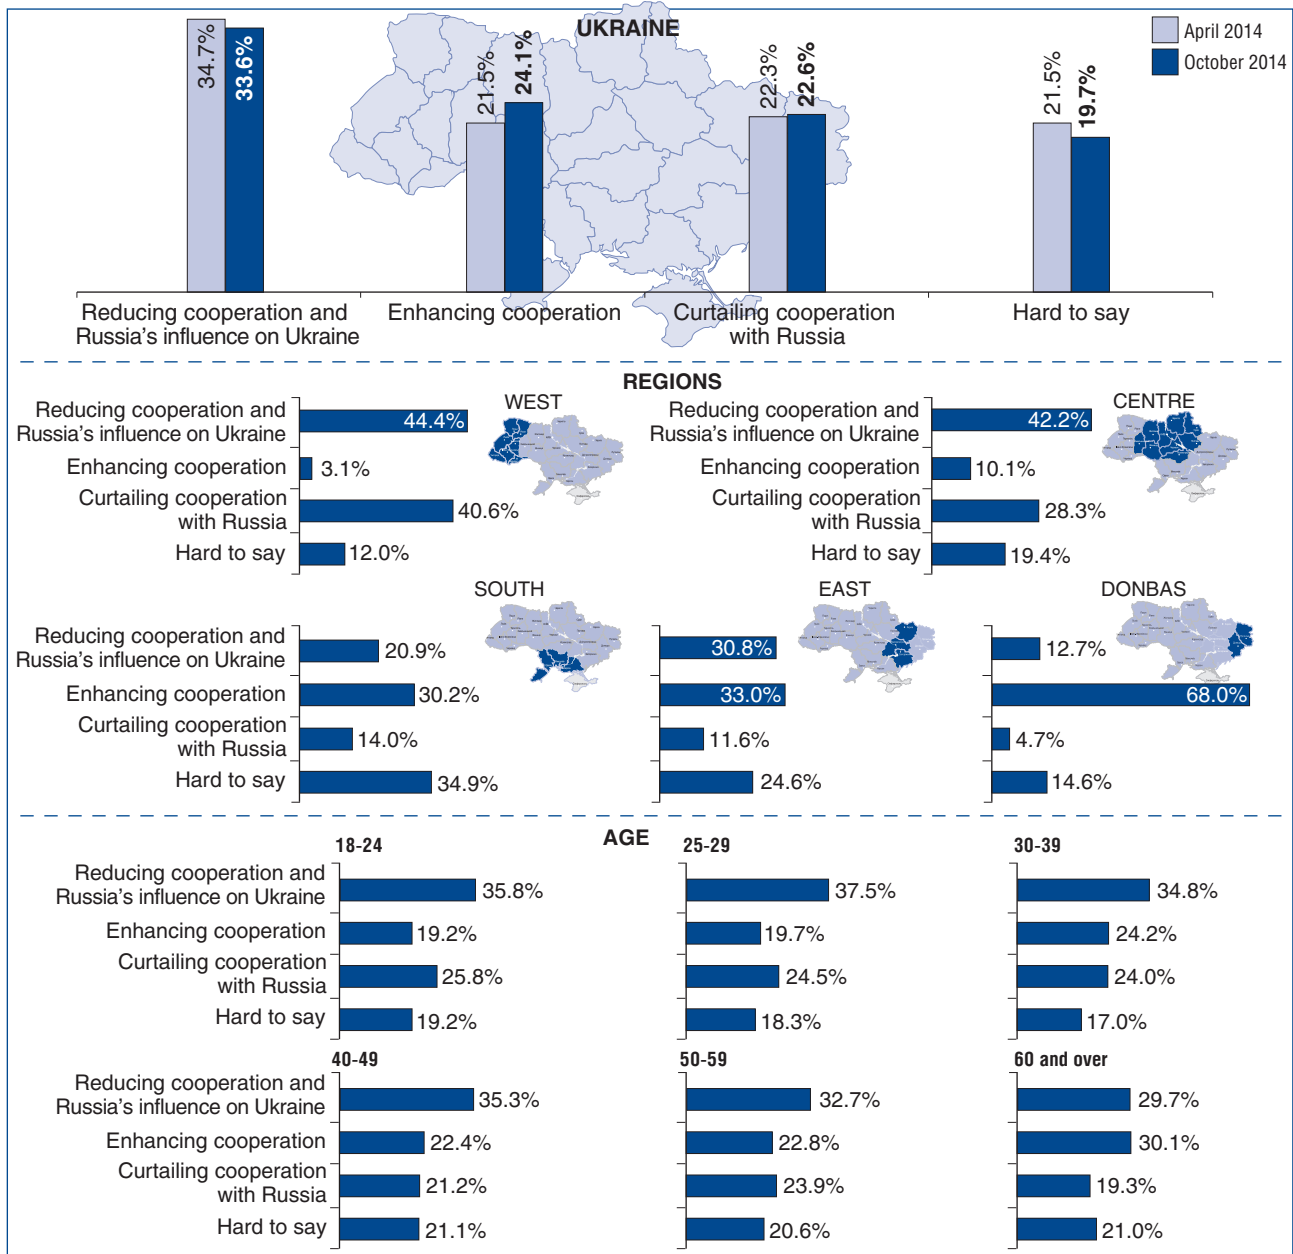 UKRAINE
April 2014
October 2014
34.7%
33.6%
21.5%
24.1%
22.3%
22.6%
21.5%
19.7%
Reducing cooperation and
Russia's influence on Ukraine
Enhancing cooperation
Curtailing cooperation
with Russia
Hard to say
REGIONS
WEST
Reducing cooperation and
Russia's influence on Ukraine
44.4%
Enhancing cooperation
3.1%
Curtailing cooperation
with Russia
40.6%
Hard to say
12.0%
CENTRE
Reducing cooperation and
Russia's influence on Ukraine
42.2%
Enhancing cooperation
10.1%
Curtailing cooperation
with Russia
28.3%
Hard to say
19.4%
SOUTH
Reducing cooperation and
Russia's influence on Ukraine
20.9%
Enhancing cooperation
30.2%
Curtailing cooperation
with Russia
14.0%
Hard to say
34.9%
EAST
30.8%
33.0%
11.6%
24.6%
DONBAS
12.7%
68.0%
4.7%
14.6%
AGE
18-24
Reducing cooperation and
Russia's influence on Ukraine
35.8%
Enhancing cooperation
19.2%
Curtailing cooperation
with Russia
25.8%
Hard to say
19.2%
25-29
37.5%
19.7%
24.5%
18.3%
30-39
34.8%
24.2%
24.0%
17.0%
40-49
Reducing cooperation and
Russia's influence on Ukraine
35.3%
Enhancing cooperation
22.4%
Curtailing cooperation
with Russia
21.2%
Hard to say
21.1%
50-59
32.7%
22.8%
23.9%
20.6%
60 and over
29.7%
30.1%
19.3%
21.0%